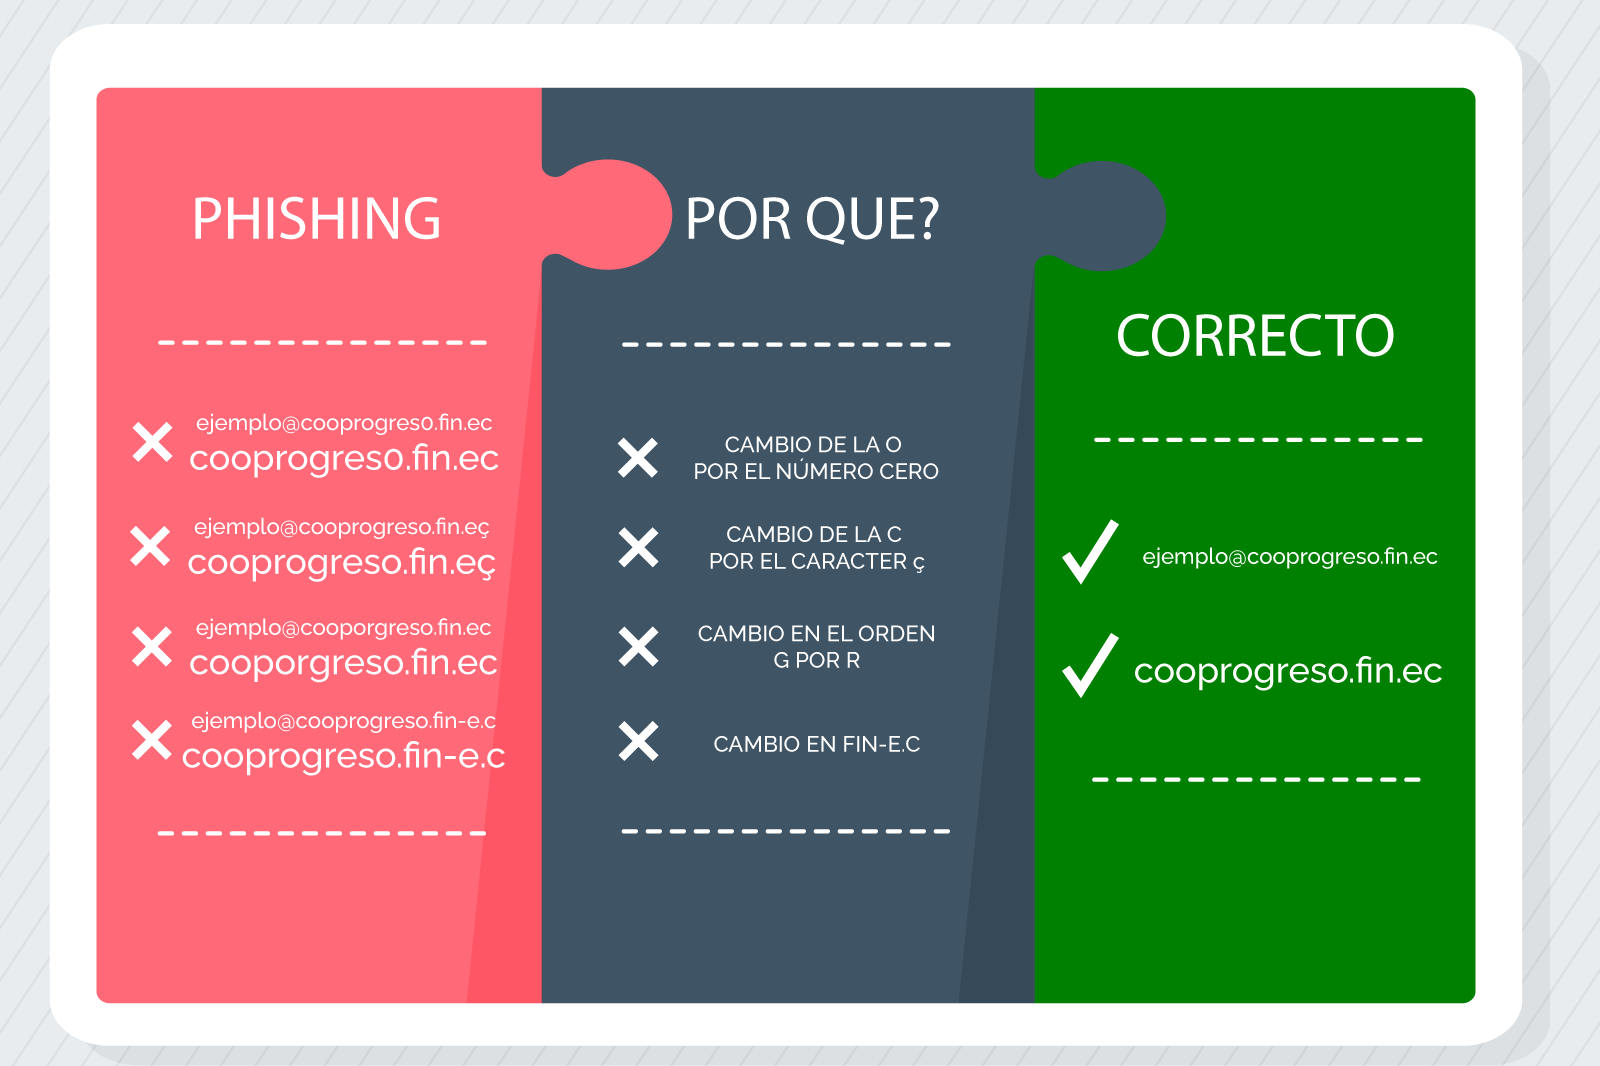 PHISHING
ejemplo@cooprogres0.fin.ec
cooprogres0.fin.ec
ejemplo@cooprogreso.fin.eç
cooprogreso.fin.eç
ejemplo@cooporgreso.fin.ec
cooporgreso.fin.ec
ejemplo@cooprogreso.fin-e.c
cooprogreso.fin-e.c
POR QUE?
CAMBIO DE LA O
POR EL NÚMERO CERO
CAMBIO DE LA C
POR EL CARACTER ç
CAMBIO EN EL ORDEN
G POR R
CAMBIO EN FIN-E.C
CORRECTO
ejemplo@cooprogreso.fin.ec
cooprogreso.fin.ec